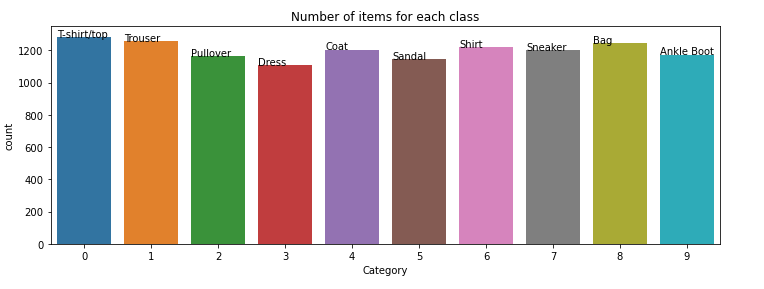 Number of items for each class
T-shirt/top
Trouser
Pullover
Dress
Coat
Sandal
Shirt
Sneaker
Bag
Ankle Boot
1200
1000
800
600
400
200
0
count
0 1 2 3 4 5 6 7 8 9
Category